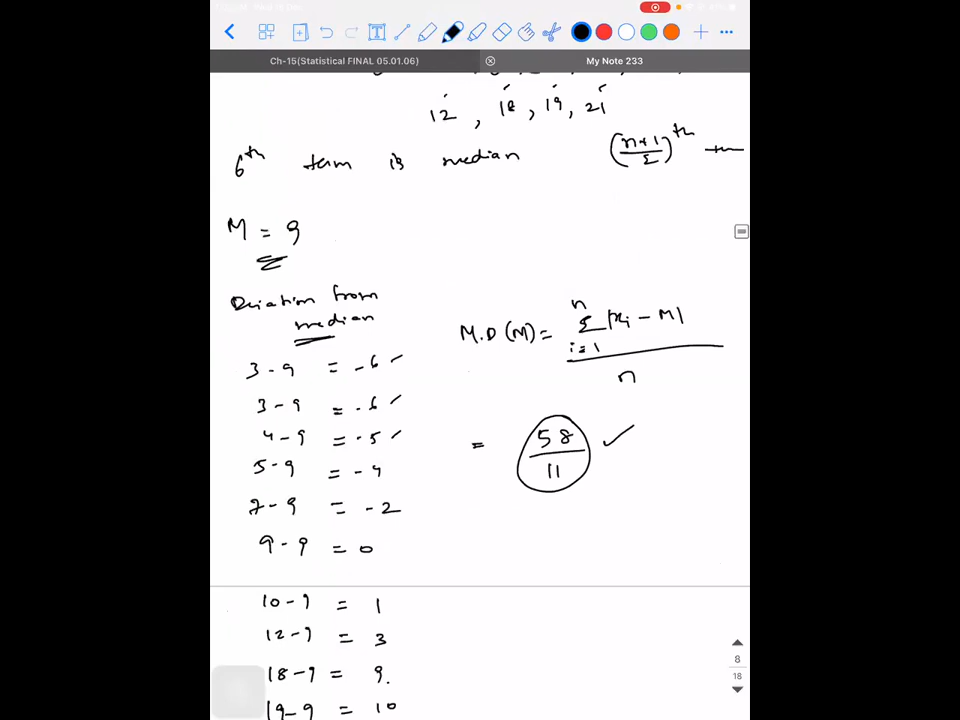 Ch-15(Statistical FINAL 05.01.06)
My Note 233
12 , 18 , 19 , 21
6th term is median
(n+1/2)th
M = 9
Deviation from
median
M.D (M) = n Σ i=1 |xi - M| / n
= 58/11 ✓
3 - 9 = -6 ✓
3 - 9 = -6 ✓
4 - 9 = -5 ✓
5 - 9 = -4
7 - 9 = -2
9 - 9 = 0
10 - 9 = 1
12 - 9 = 3
18 - 9 = 9.
19 - 9 = 10
8
18